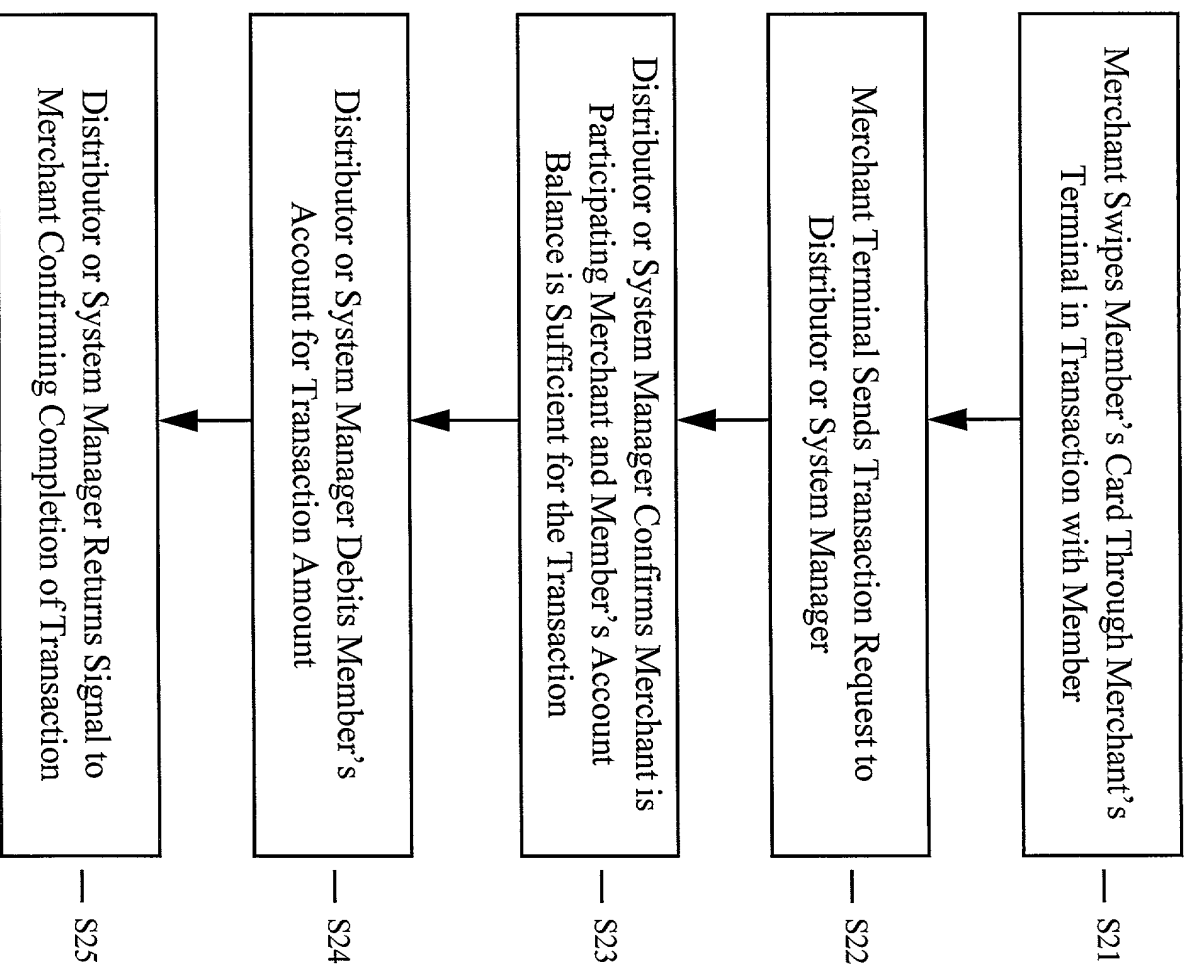 Merchant Swipes Member's Card Through Merchant's
Terminal in Transaction with Member
S21
Merchant Terminal Sends Transaction Request to
Distributor or System Manager
S22
Distributor or System Manager Confirms Merchant is
Participating Merchant and Member's Account
Balance is Sufficient for the Transaction
S23
Distributor or System Manager Debits Member's
Account for Transaction Amount
S24
Distributor or System Manager Returns Signal to
Merchant Confirming Completion of Transaction
S25